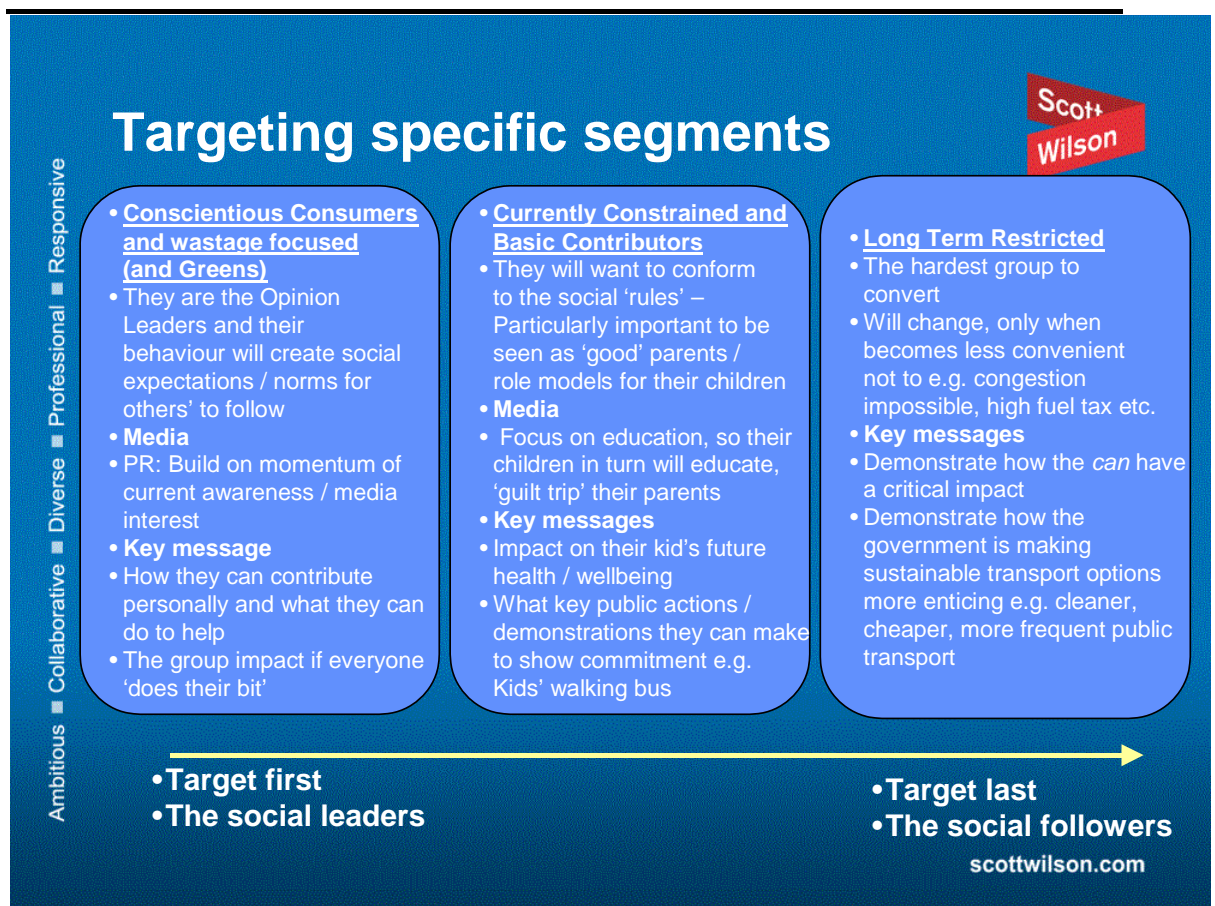 Targeting specific segments
Scott
Wilson
Ambitious ■ Collaborative ■ Diverse ■ Professional ■ Responsive
• Conscientious Consumers
and wastage focused
(and Greens)
• They are the Opinion
Leaders and their
behaviour will create social
expectations / norms for
others’ to follow
• Media
• PR: Build on momentum of
current awareness / media
interest
• Key message
• How they can contribute
personally and what they can
do to help
• The group impact if everyone
‘does their bit’
• Currently Constrained and
Basic Contributors
• They will want to conform
to the social ‘rules’ –
Particularly important to be
seen as ‘good’ parents /
role models for their children
• Media
• Focus on education, so their
children in turn will educate,
‘guilt trip’ their parents
• Key messages
• Impact on their kid’s future
health / wellbeing
• What key public actions /
demonstrations they can make
to show commitment e.g.
Kids’ walking bus
• Long Term Restricted
• The hardest group to
convert
• Will change, only when
becomes less convenient
not to e.g. congestion
impossible, high fuel tax etc.
• Key messages
• Demonstrate how the can have
a critical impact
• Demonstrate how the
government is making
sustainable transport options
more enticing e.g. cleaner,
cheaper, more frequent public
transport
•Target first
•The social leaders
•Target last
•The social followers
scottwilson.com